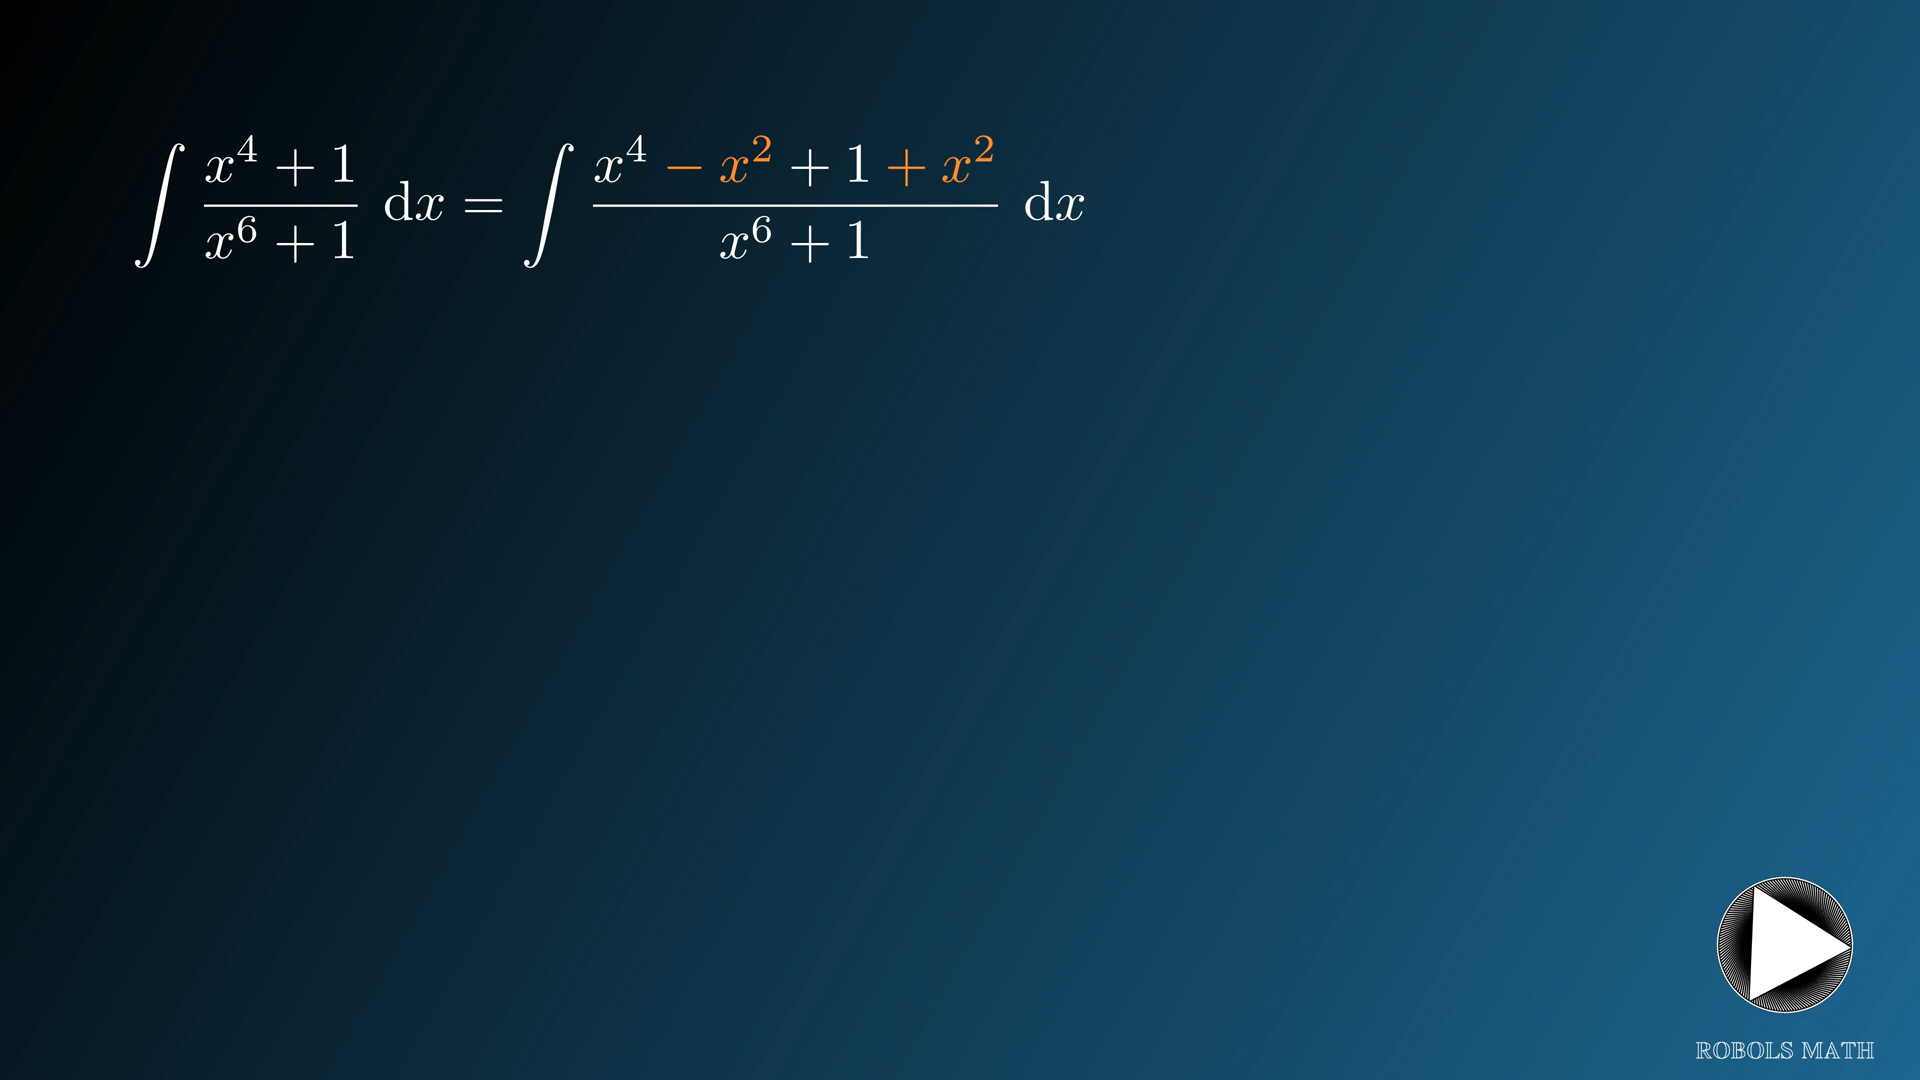 ∫ (x⁴ + 1)/(x⁶ + 1) dx = ∫ (x⁴ − x² + 1 + x²)/(x⁶ + 1) dx
ROBOLS MATH